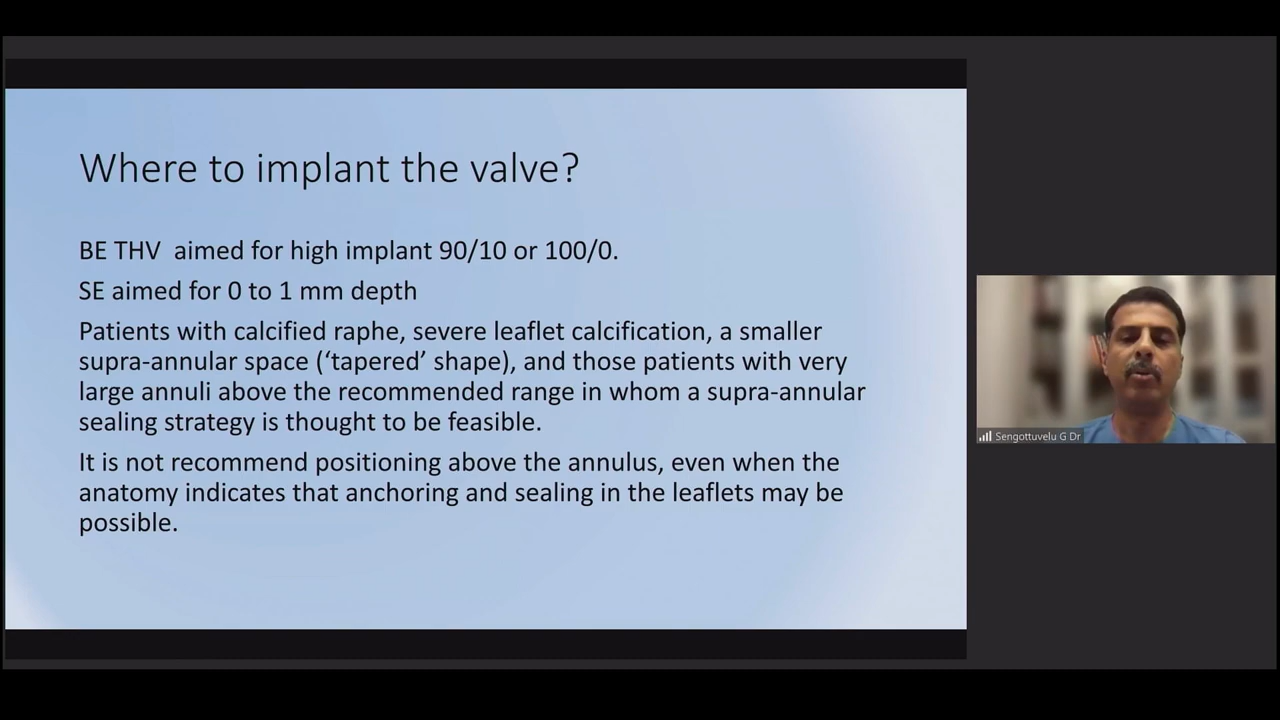 Where to implant the valve?
BE THV aimed for high implant 90/10 or 100/0.
SE aimed for 0 to 1 mm depth
Patients with calcified raphe, severe leaflet calcification, a smaller
supra-annular space (‘tapered’ shape), and those patients with very
large annuli above the recommended range in whom a supra-annular
sealing strategy is thought to be feasible.
It is not recommend positioning above the annulus, even when the
anatomy indicates that anchoring and sealing in the leaflets may be
possible.
Sengottuvelu G Dr